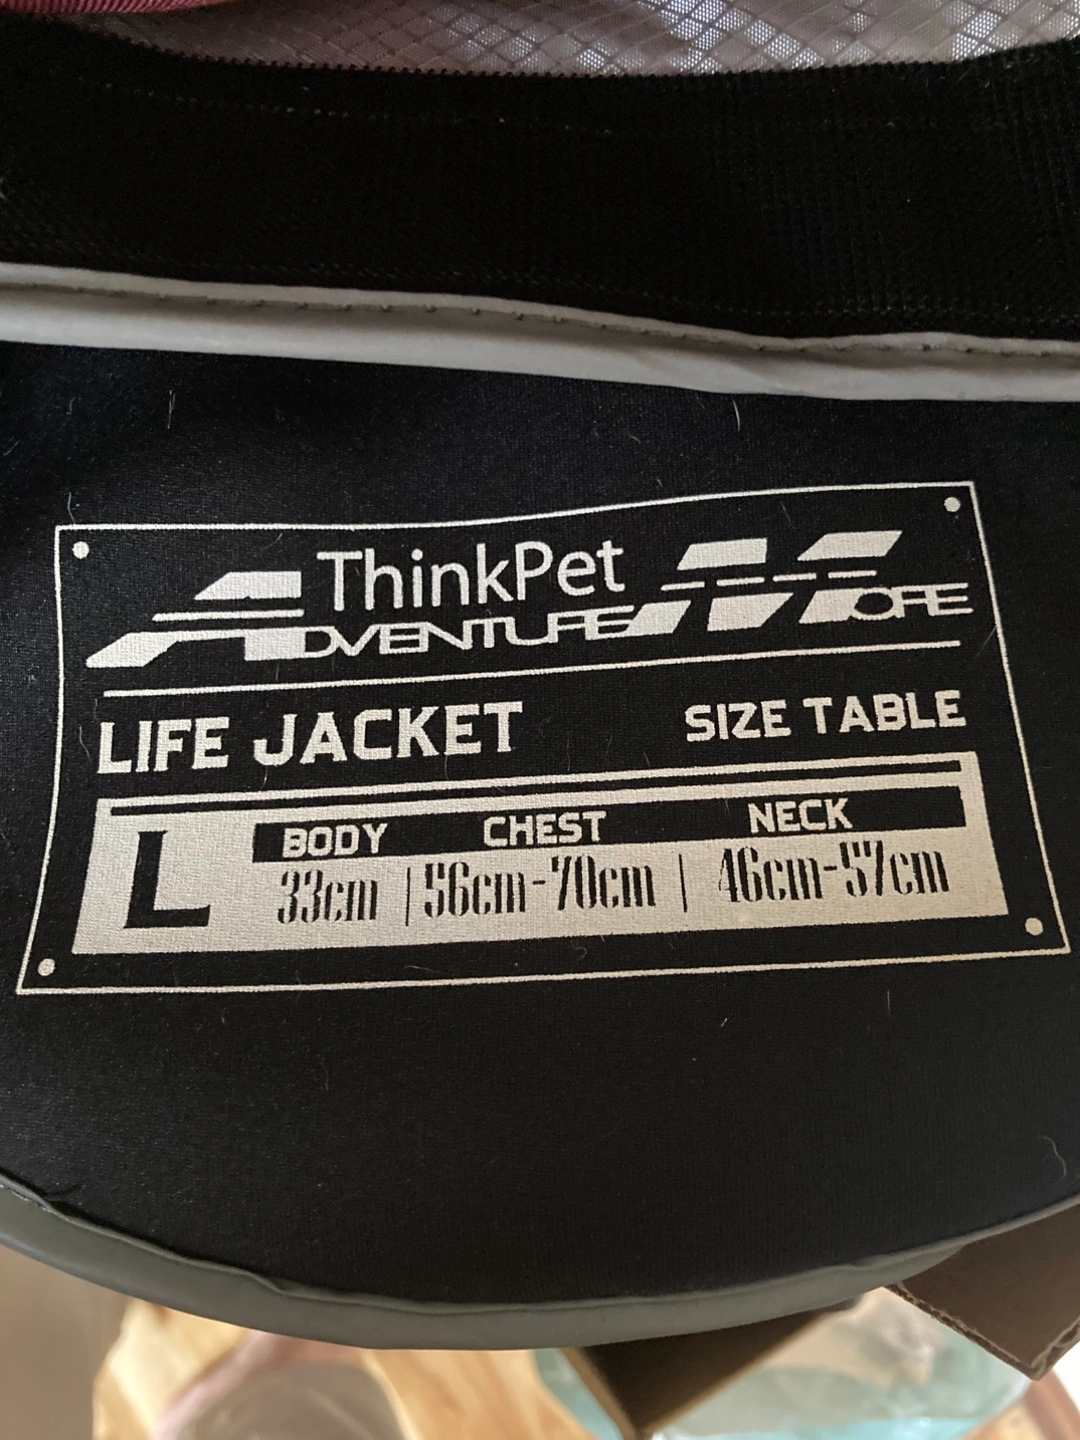 ThinkPet
ADVENTURE MORE
LIFE JACKET SIZE TABLE
L BODY CHEST NECK
33cm | 56cm-70cm | 46cm-57cm